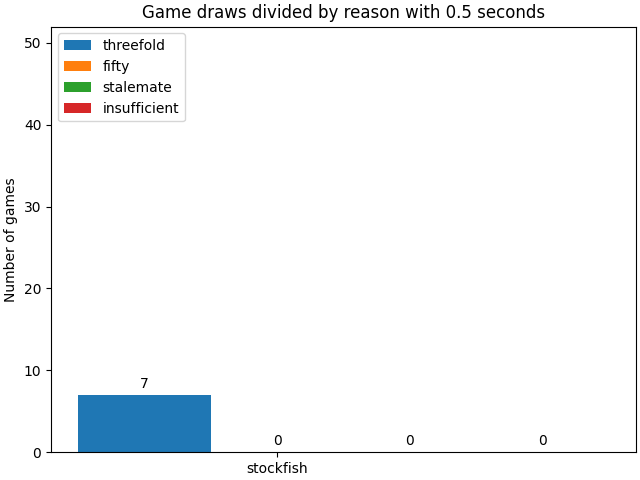 Game draws divided by reason with 0.5 seconds
threefold
fifty
stalemate
insufficient
Number of games
50
40
30
20
10
0
7
0
0
0
stockfish